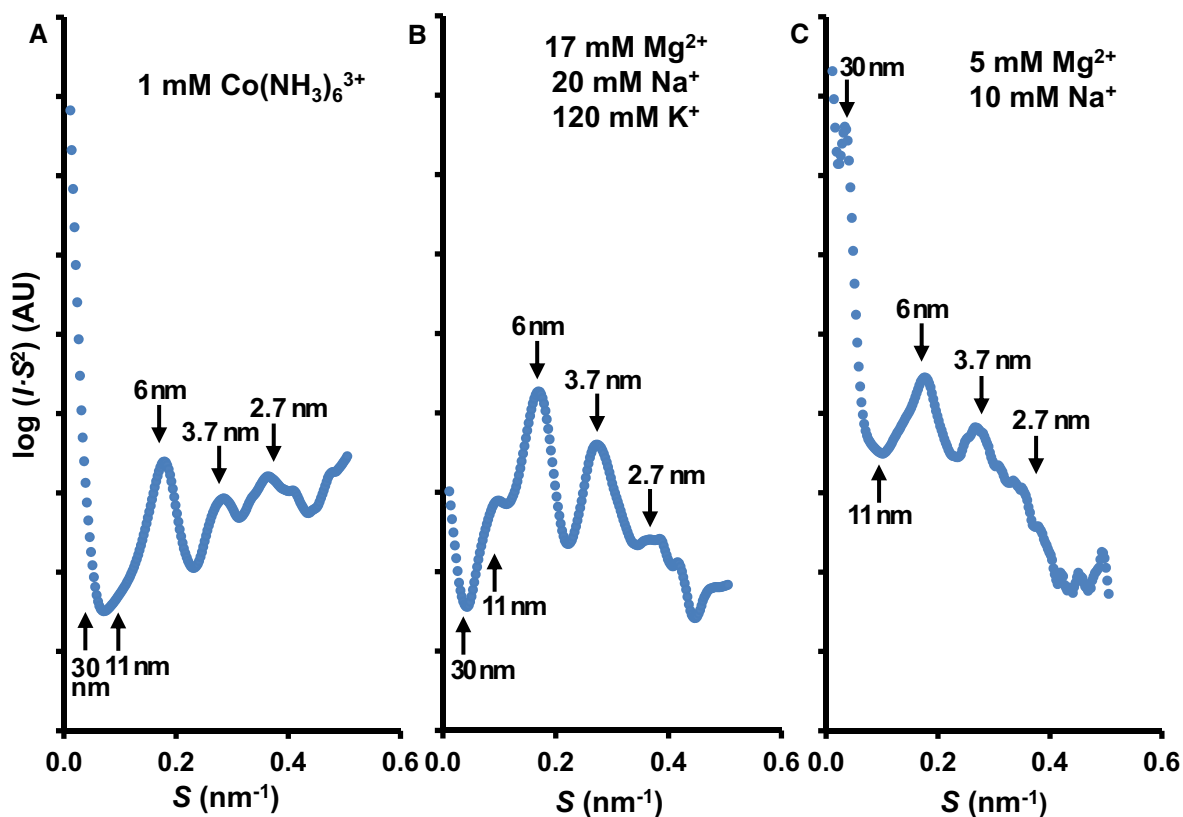 A
1 mM Co(NH₃)₆³⁺
6 nm
3.7 nm
2.7 nm
30
nm
11 nm
log (I·S²) (AU)
0.0
0.2
0.4
0.6
S (nm⁻¹)
B
17 mM Mg²⁺
20 mM Na⁺
120 mM K⁺
6 nm
3.7 nm
2.7 nm
11 nm
30 nm
0.0
0.2
0.4
0.6
S (nm⁻¹)
C
30 nm
5 mM Mg²⁺
10 mM Na⁺
6 nm
3.7 nm
2.7 nm
11 nm
0.0
0.2
0.4
0.6
S (nm⁻¹)